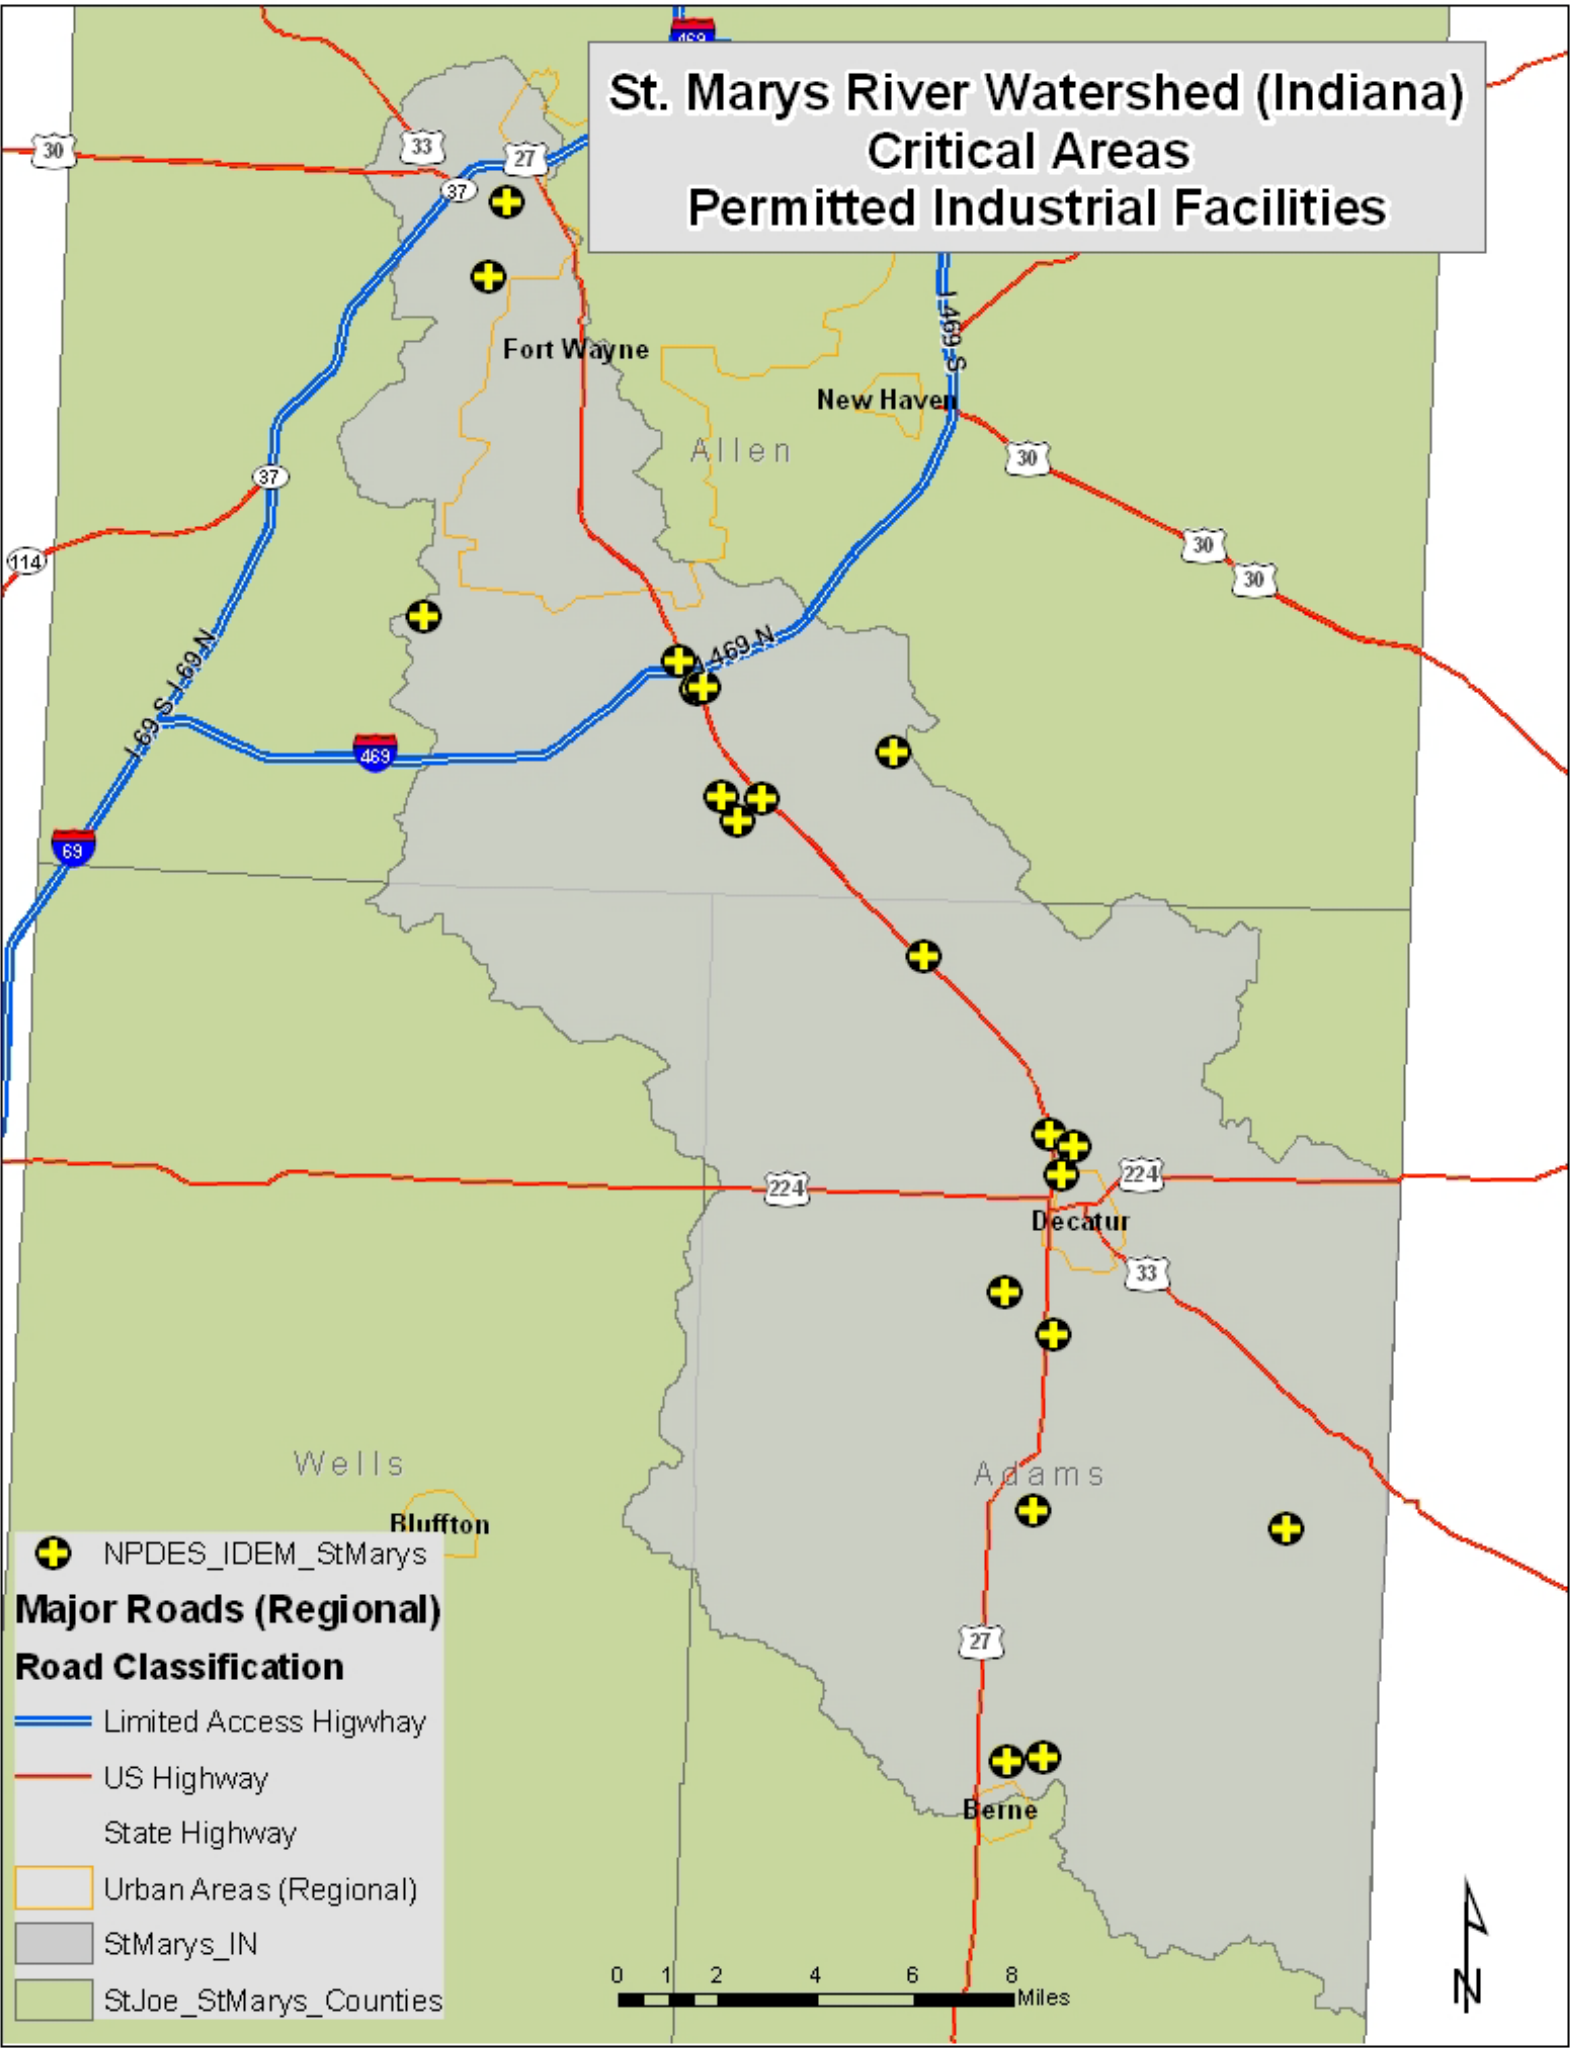 469
St. Marys River Watershed (Indiana)
Critical Areas
Permitted Industrial Facilities
30
33
27
37
I 469 S
Fort Wayne
New Haven
Allen
30
37
30
114
30
I 469 N
I 69 S I 69 N
469
69
224
224
Decatur
33
Wells
Adams
Bluffton
NPDES_IDEM_StMarys
Major Roads (Regional)
Road Classification
27
Limited Access Higwhay
US Highway
Berne
State Highway
Urban Areas (Regional)
StMarys_IN
StJoe_StMarys_Counties
0 1 2 4 6 8
Miles
N